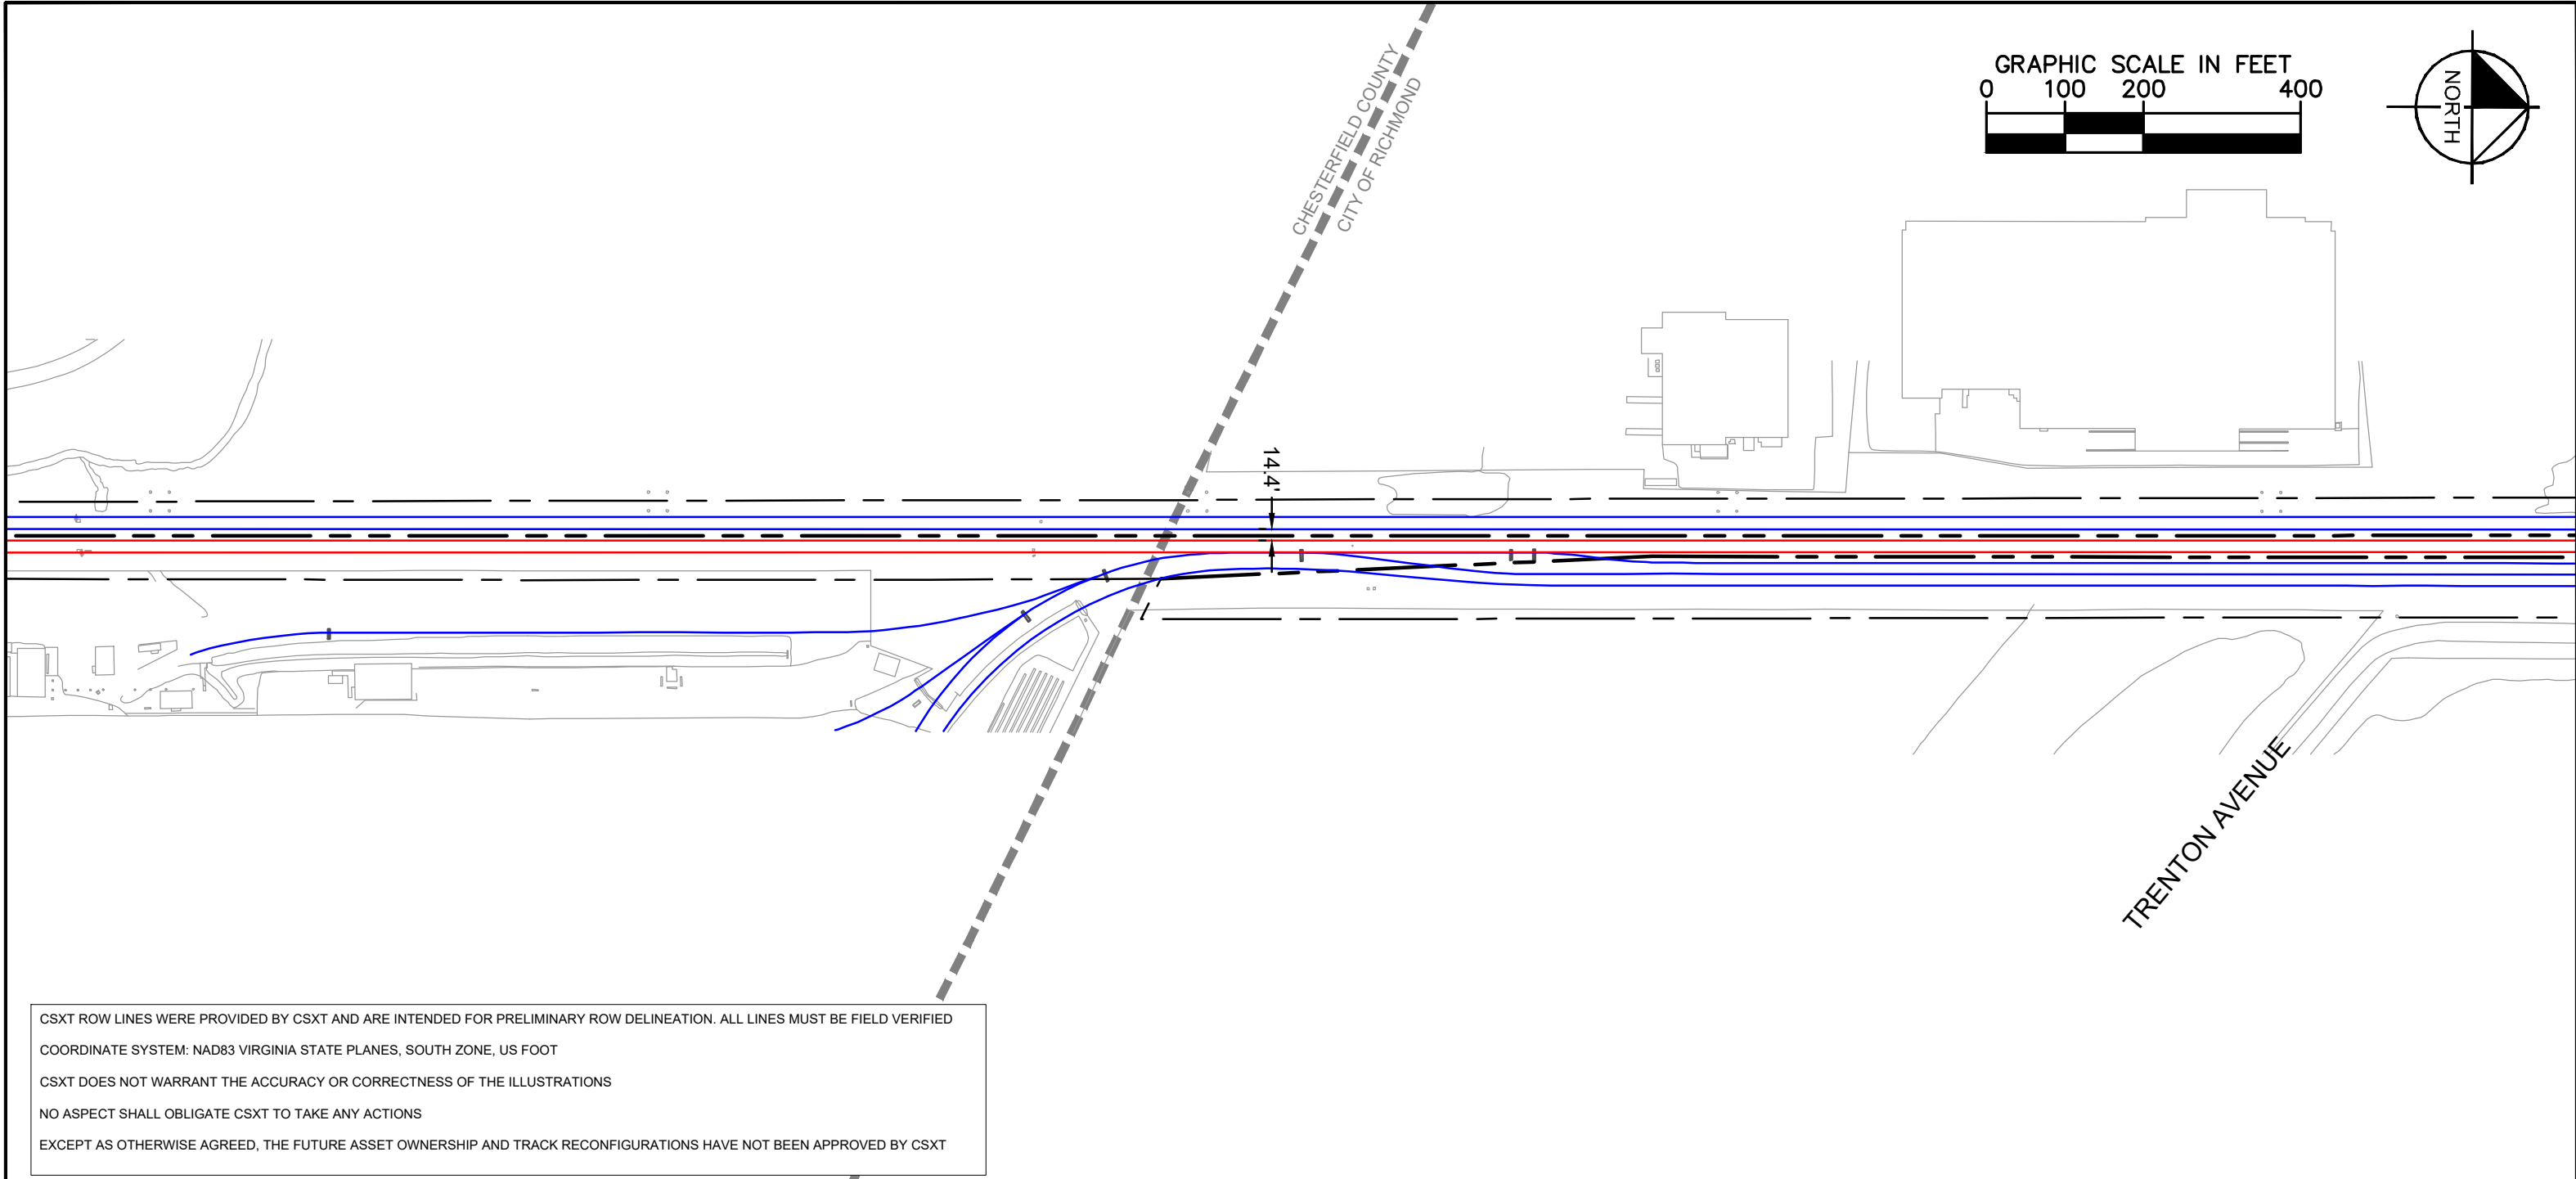 GRAPHIC SCALE IN FEET
0 100 200 400
NORTH
CHESTERFIELD COUNTY
CITY OF RICHMOND
14.4'
TRENTON AVENUE
CSXT ROW LINES WERE PROVIDED BY CSXT AND ARE INTENDED FOR PRELIMINARY ROW DELINEATION. ALL LINES MUST BE FIELD VERIFIED
COORDINATE SYSTEM: NAD83 VIRGINIA STATE PLANES, SOUTH ZONE, US FOOT
CSXT DOES NOT WARRANT THE ACCURACY OR CORRECTNESS OF THE ILLUSTRATIONS
NO ASPECT SHALL OBLIGATE CSXT TO TAKE ANY ACTIONS
EXCEPT AS OTHERWISE AGREED, THE FUTURE ASSET OWNERSHIP AND TRACK RECONFIGURATIONS HAVE NOT BEEN APPROVED BY CSXT